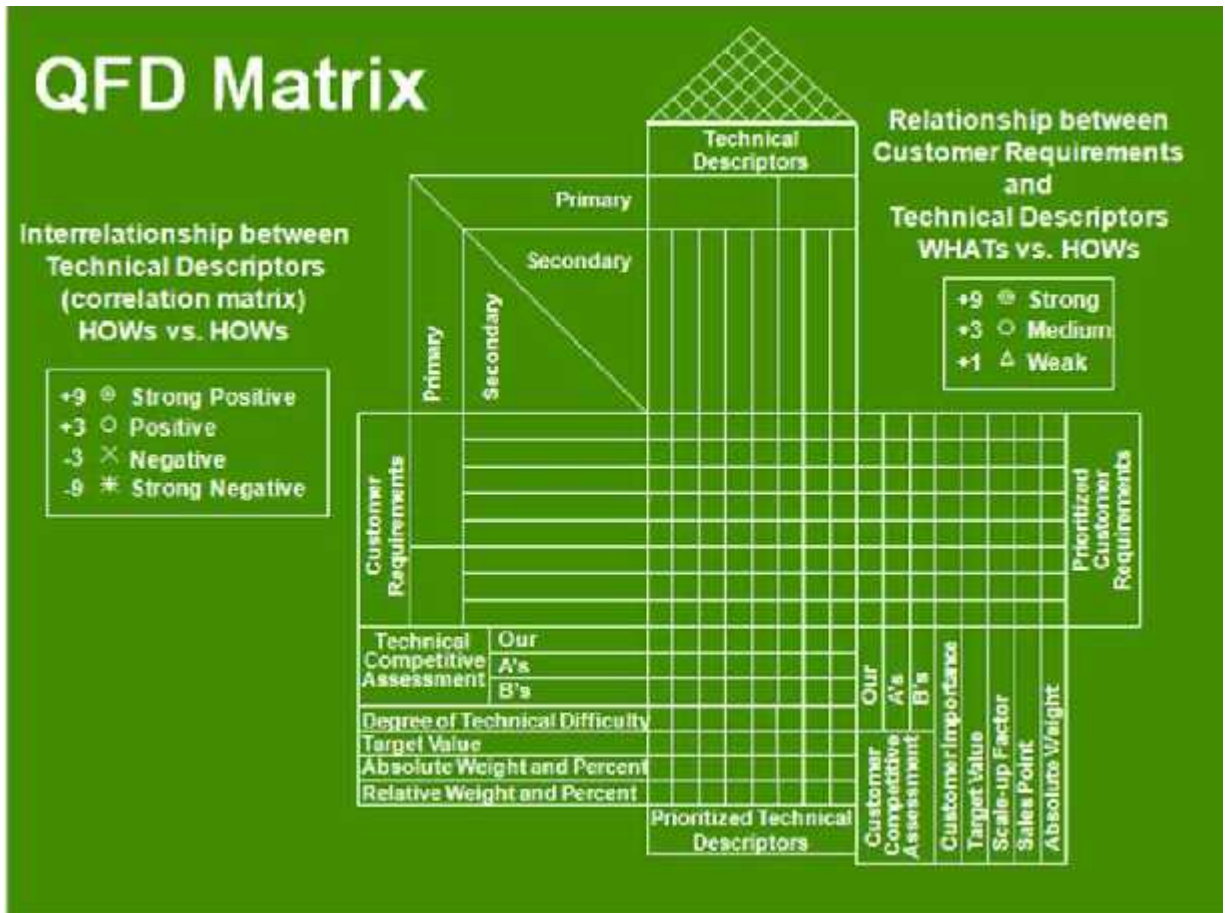 QFD Matrix
Technical
Descriptors
Relationship between
Customer Requirements
and
Technical Descriptors
WHATs vs. HOWs
+9 Strong
+3 Medium
+1 Weak
Interrelationship between
Technical Descriptors
(correlation matrix)
HOWs vs. HOWs
+9 Strong Positive
+3 Positive
-3 Negative
-9 Strong Negative
Primary
Secondary
Primary
Secondary
Customer
Requirements
Prioritized
Customer
Requirements
Technical
Competitive
Assessment
Our
A's
B's
Degree of Technical Difficulty
Target Value
Absolute Weight and Percent
Relative Weight and Percent
Prioritized Technical
Descriptors
Our
A's
B's
Customer
Competitive
Assessment
Customer Importance
Target Value
Scale-up Factor
Sales Point
Absolute Weight